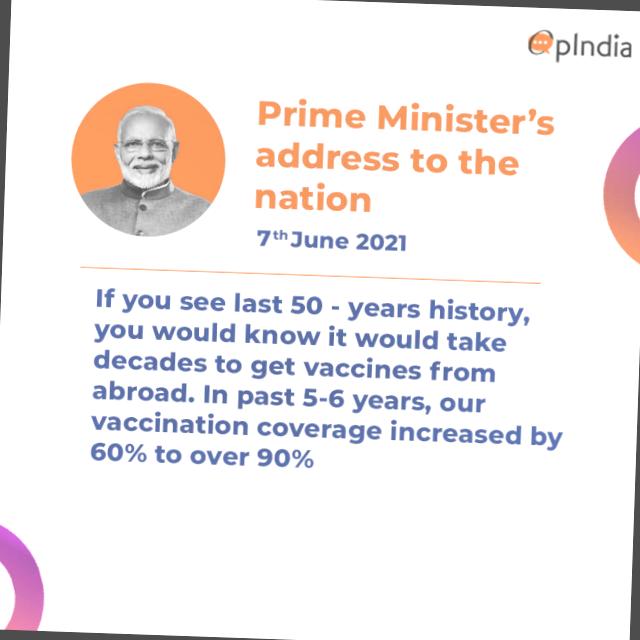 OpIndia
Prime Minister's
address to the
nation
7th June 2021
If you see last 50 - years history,
you would know it would take
decades to get vaccines from
abroad. In past 5-6 years, our
vaccination coverage increased by
60% to over 90%